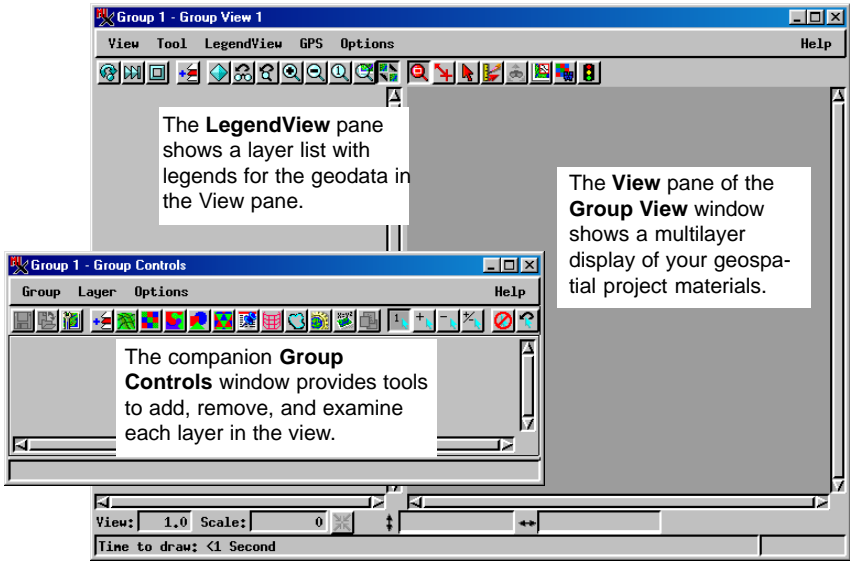 Group 1 - Group View 1
View Tool LegendView GPS Options Help
The LegendView pane
shows a layer list with
legends for the geodata in
the View pane.
The View pane of the
Group View window
shows a multilayer
display of your geospa-
tial project materials.
Group 1 - Group Controls
Group Layer Options Help
The companion Group
Controls window provides tools
to add, remove, and examine
each layer in the view.
View: 1.0 Scale: 0
Time to draw: <1 Second